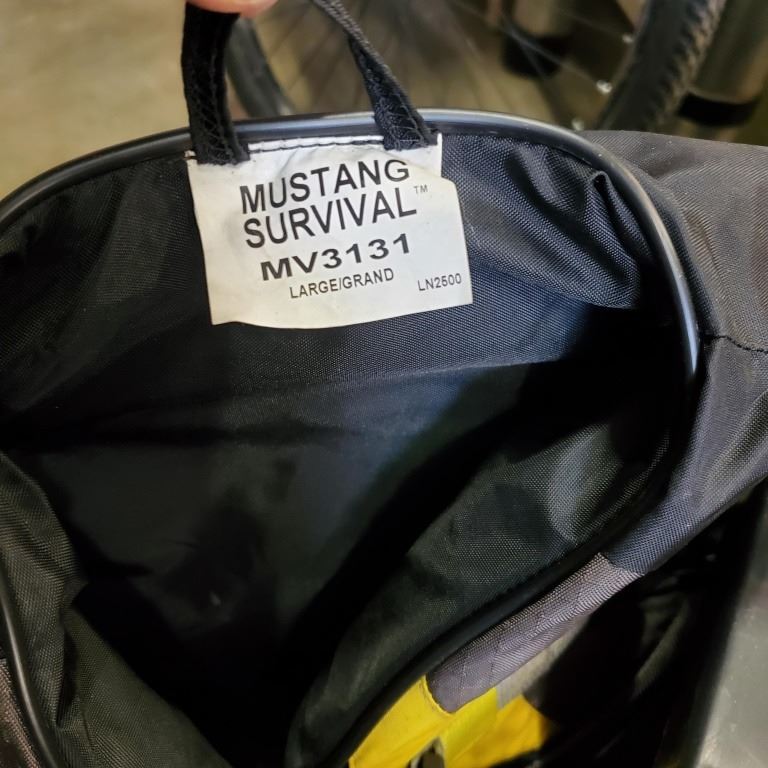 MUSTANG
SURVIVAL™
MV3131
LARGE/GRAND LN2500